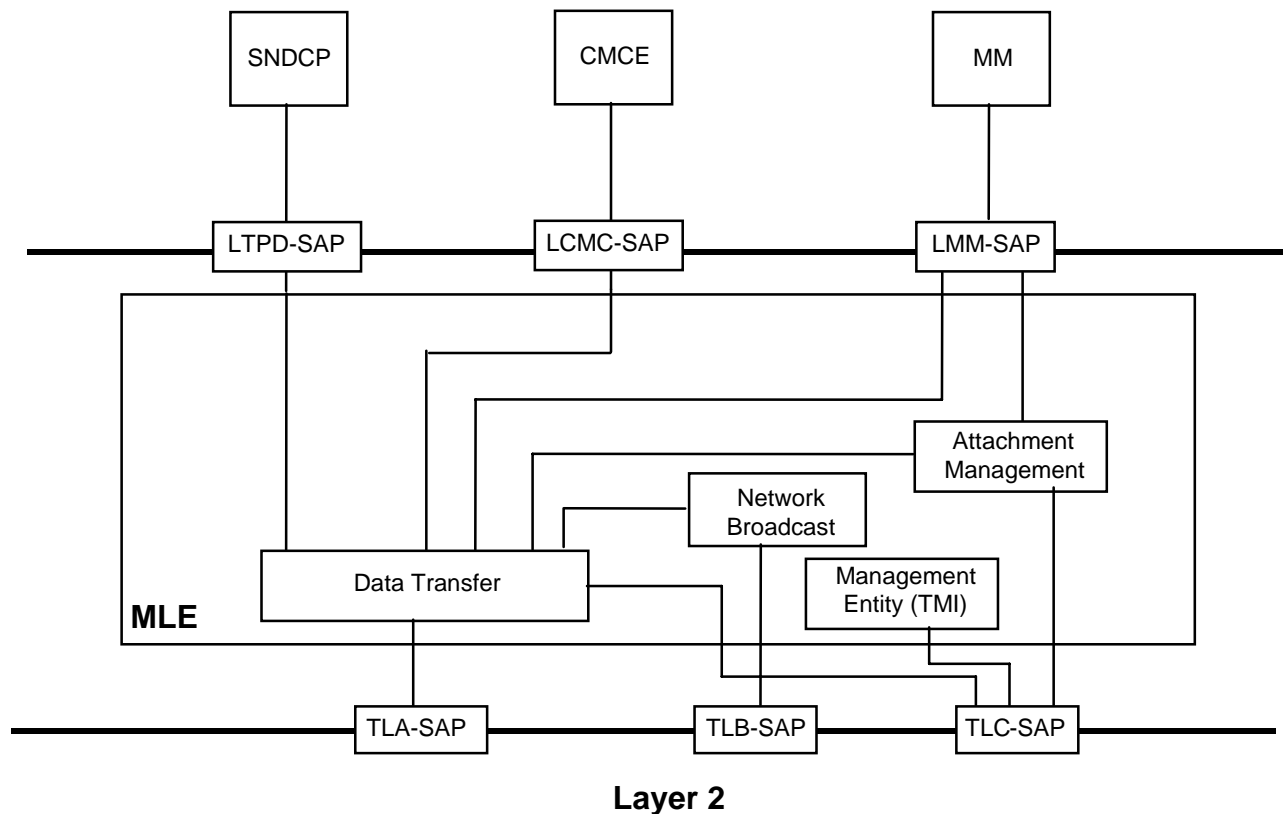 SNDCP
CMCE
MM
LTPD-SAP
LCMC-SAP
LMM-SAP
Attachment
Management
Network
Broadcast
Data Transfer
Management
Entity (TMI)
MLE
TLA-SAP
TLB-SAP
TLC-SAP
Layer 2